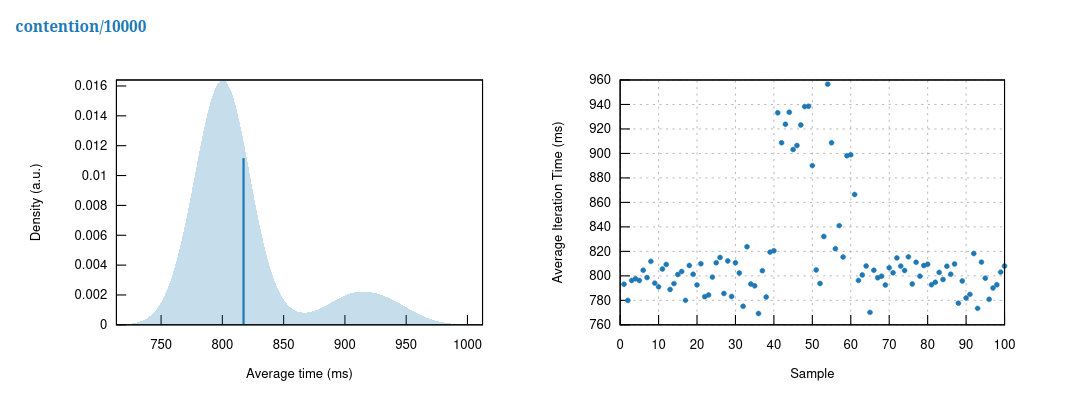 contention/10000
0.016
0.014
0.012
0.01
0.008
0.006
0.004
0.002
0
Density (a.u.)
750 800 850 900 950 1000
Average time (ms)
960
940
920
900
880
860
840
820
800
780
760
Average Iteration Time (ms)
0 10 20 30 40 50 60 70 80 90 100
Sample